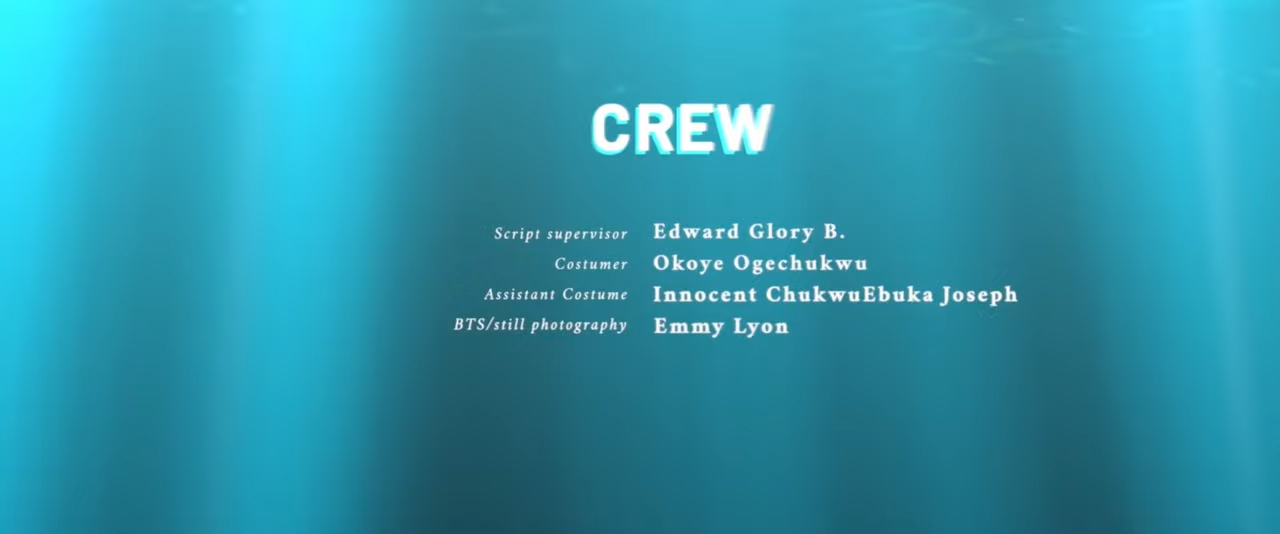 CREW
Script supervisor Edward Glory B.
Costumer Okoye Ogechukwu
Assistant Costume Innocent ChukwuEbuka Joseph
BTS/still photography Emmy Lyon